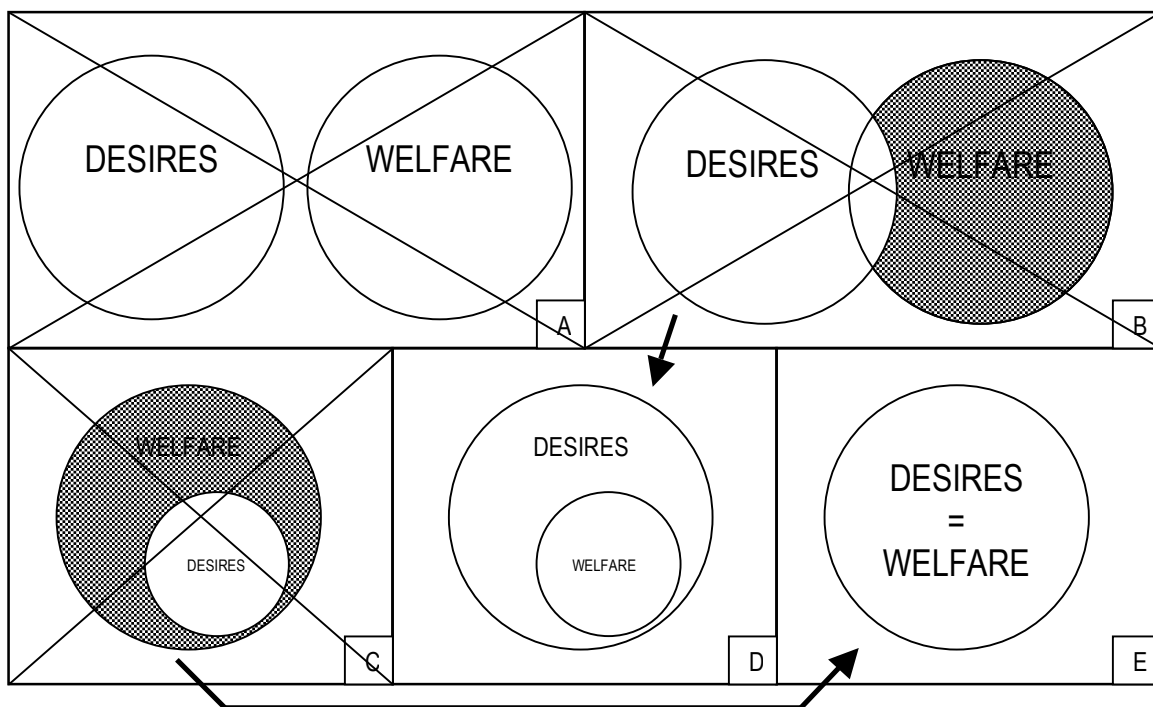 DESIRES
WELFARE
A
DESIRES
WELFARE
B
WELFARE
DESIRES
C
DESIRES
WELFARE
D
DESIRES
=
WELFARE
E